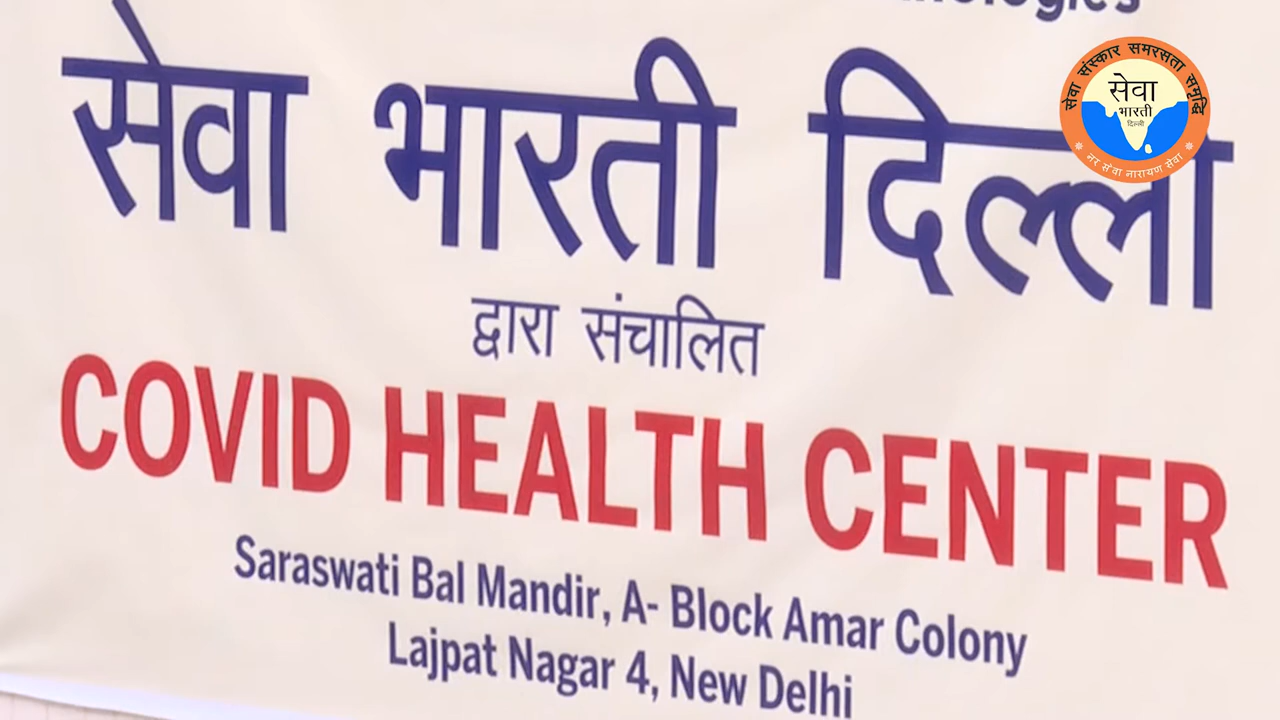 सेवा भारती दिल्ली
द्वारा संचालित
COVID HEALTH CENTER
Saraswati Bal Mandir, A- Block Amar Colony
Lajpat Nagar 4, New Delhi
सेवा संस्कार समरसता समृद्धि
सेवा
भारती
दिल्ली
नर सेवा नारायण सेवा